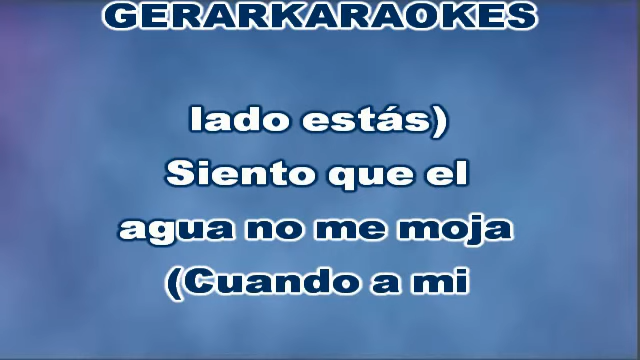 GERARKARAOKES
lado estás)
Siento que el
agua no me moja
(Cuando a mi